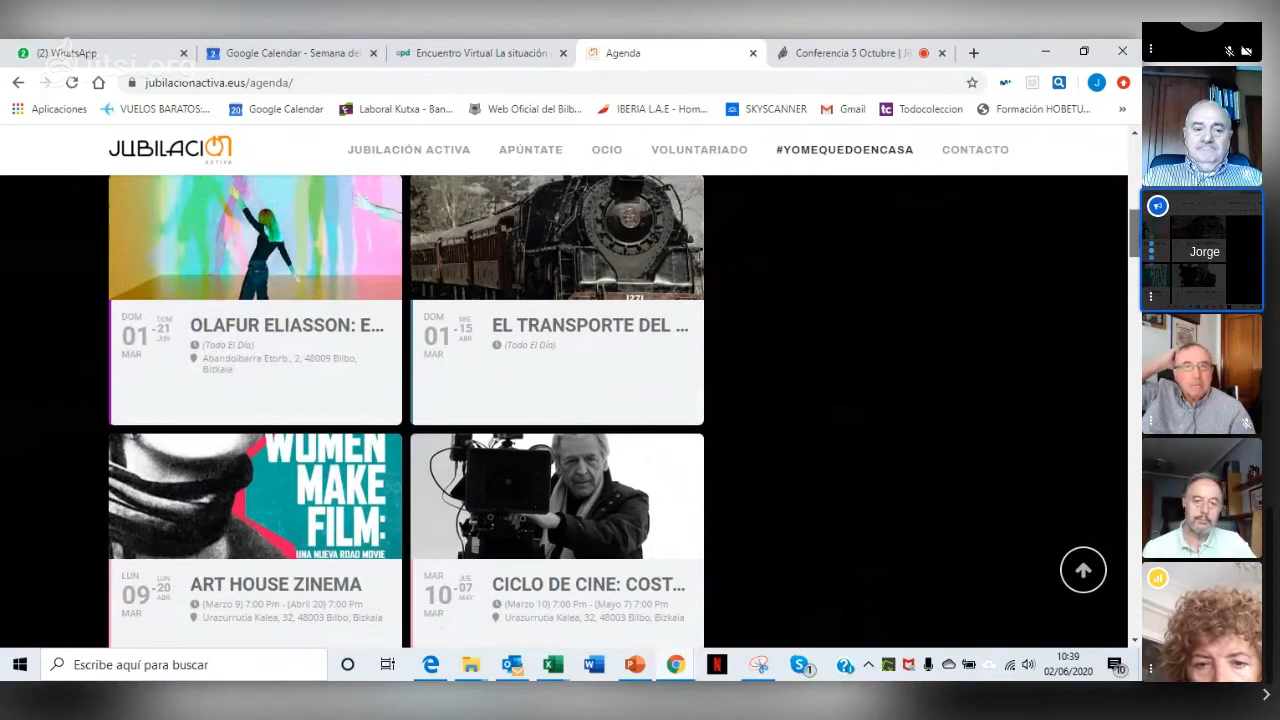 jitsi.org
(2) WhatsApp
Google Calendar - Semana del
Encuentro Virtual La situación
Agenda
Conferencia 5 Octubre | Ji
jubilacionactiva.eus/agenda/
J
Aplicaciones
VUELOS BARATOS:...
Google Calendar
Laboral Kutxa - Ban...
Web Oficial del Bilb...
IBERIA L.A.E - Hom...
SKYSCANNER
Gmail
Todocoleccion
Formación HOBETU...
JUBILACIÓN
ACTIVA
JUBILACIÓN ACTIVA
APÚNTATE
OCIO
VOLUNTARIADO
#YOMEQUEDOENCASA
CONTACTO
Jorge
1221
DOM 01 MAR
-21 DOM JUN
OLAFUR ELIASSON: E...
(Todo El Día)
Abandoibarra Etorb., 2, 48009 Bilbo,
Bizkaia
DOM 01 MAR
-15 MIE ABR
EL TRANSPORTE DEL ...
(Todo El Día)
WOMEN
MAKE
FILM:
UNA NUEVA ROAD MOVIE
LUN 09 MAR
-20 LUN ABR
ART HOUSE ZINEMA
(Marzo 9) 7:00 Pm - (Abril 20) 7:00 Pm
Urazurrutia Kalea, 32, 48003 Bilbo, Bizkaia
MAR 10 MAR
-07 JUE MAY
CICLO DE CINE: COST...
(Marzo 10) 7:00 Pm - (Mayo 7) 7:00 Pm
Urazurrutia Kalea, 32, 48003 Bilbo, Bizkaia
Escribe aquí para buscar
10:39
02/06/2020